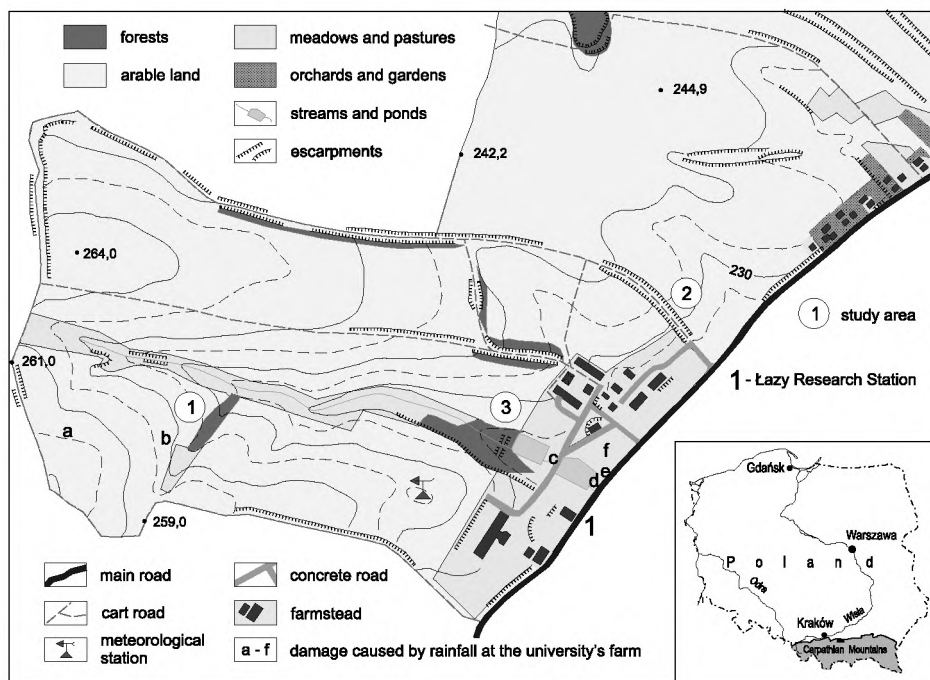 forests
arable land
meadows and pastures
orchards and gardens
streams and ponds
escarpments
244,9
242,2
264,0
230
2
1 study area
261,0
1 - Łazy Research Station
1
3
a
b
c
f
e
d
1
259,0
main road
cart road
meteorological
station
concrete road
farmstead
a - f damage caused by rainfall at the university's farm
Gdańsk
Warszawa
Poland
Odra
Wisła
Kraków
Carpathian Mountains